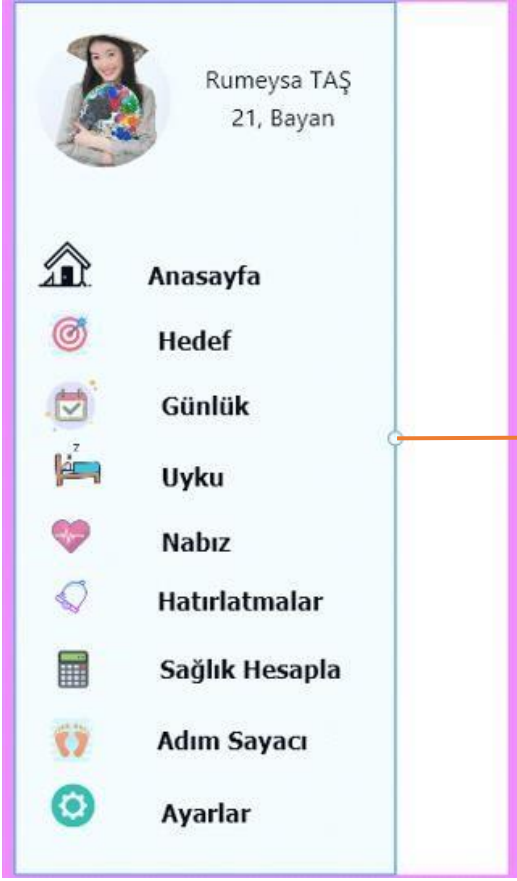 Rumeysa TAŞ
21, Bayan
Anasayfa
Hedef
Günlük
Z
Uyku
Nabız
Hatırlatmalar
Sağlık Hesapla
Adım Sayacı
Ayarlar